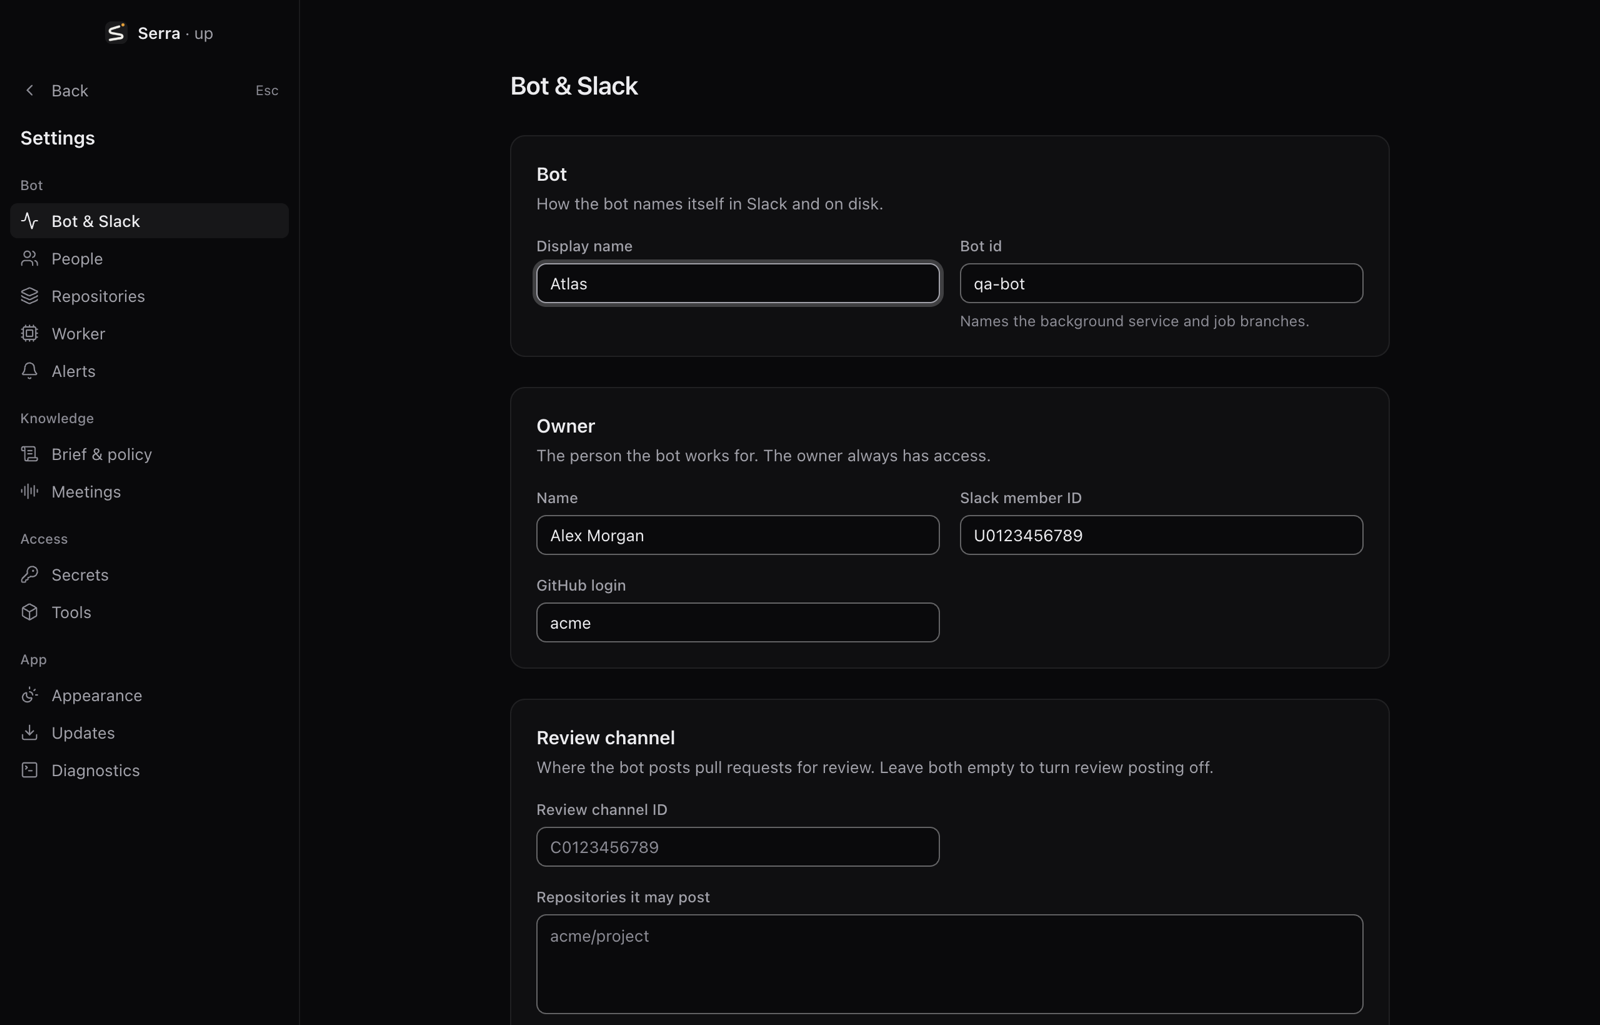 Serra · up
Back
Esc
Settings
Bot
Bot & Slack
People
Repositories
Worker
Alerts
Knowledge
Brief & policy
Meetings
Access
Secrets
Tools
App
Appearance
Updates
Diagnostics
Bot & Slack
Bot
How the bot names itself in Slack and on disk.
Display name
Atlas
Bot id
qa-bot
Names the background service and job branches.
Owner
The person the bot works for. The owner always has access.
Name
Alex Morgan
Slack member ID
U0123456789
GitHub login
acme
Review channel
Where the bot posts pull requests for review. Leave both empty to turn review posting off.
Review channel ID
C0123456789
Repositories it may post
acme/project